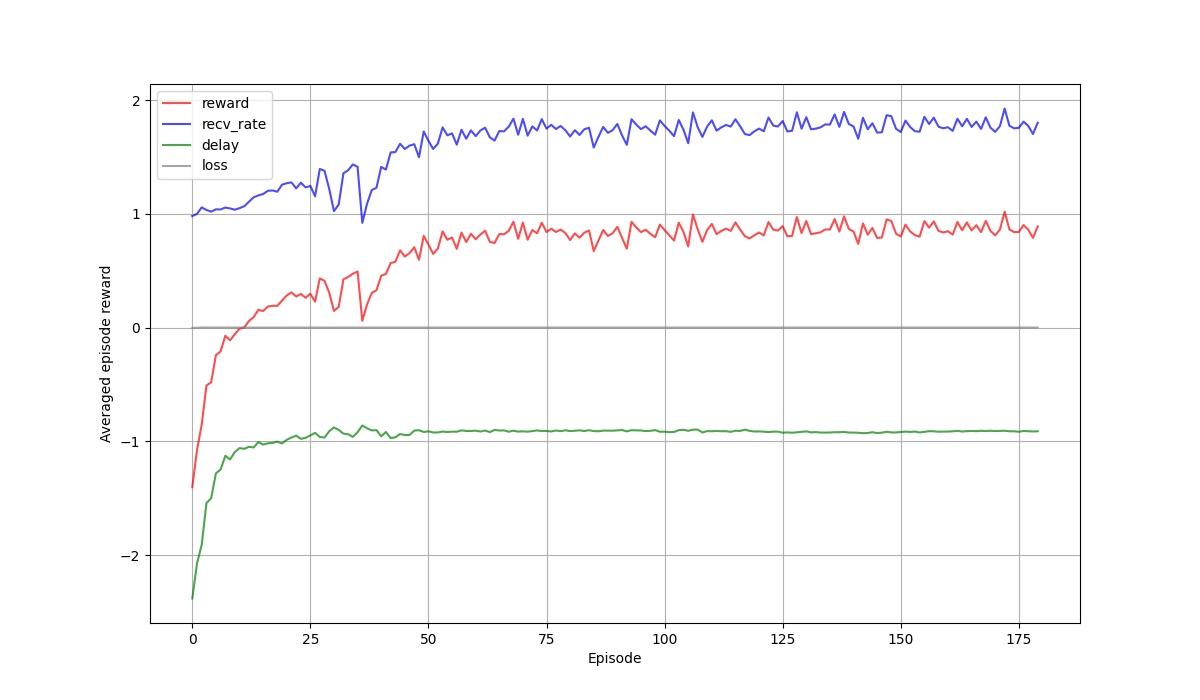 reward
recv_rate
delay
loss
2
1
0
−1
−2
Averaged episode reward
0 25 50 75 100 125 150 175
Episode